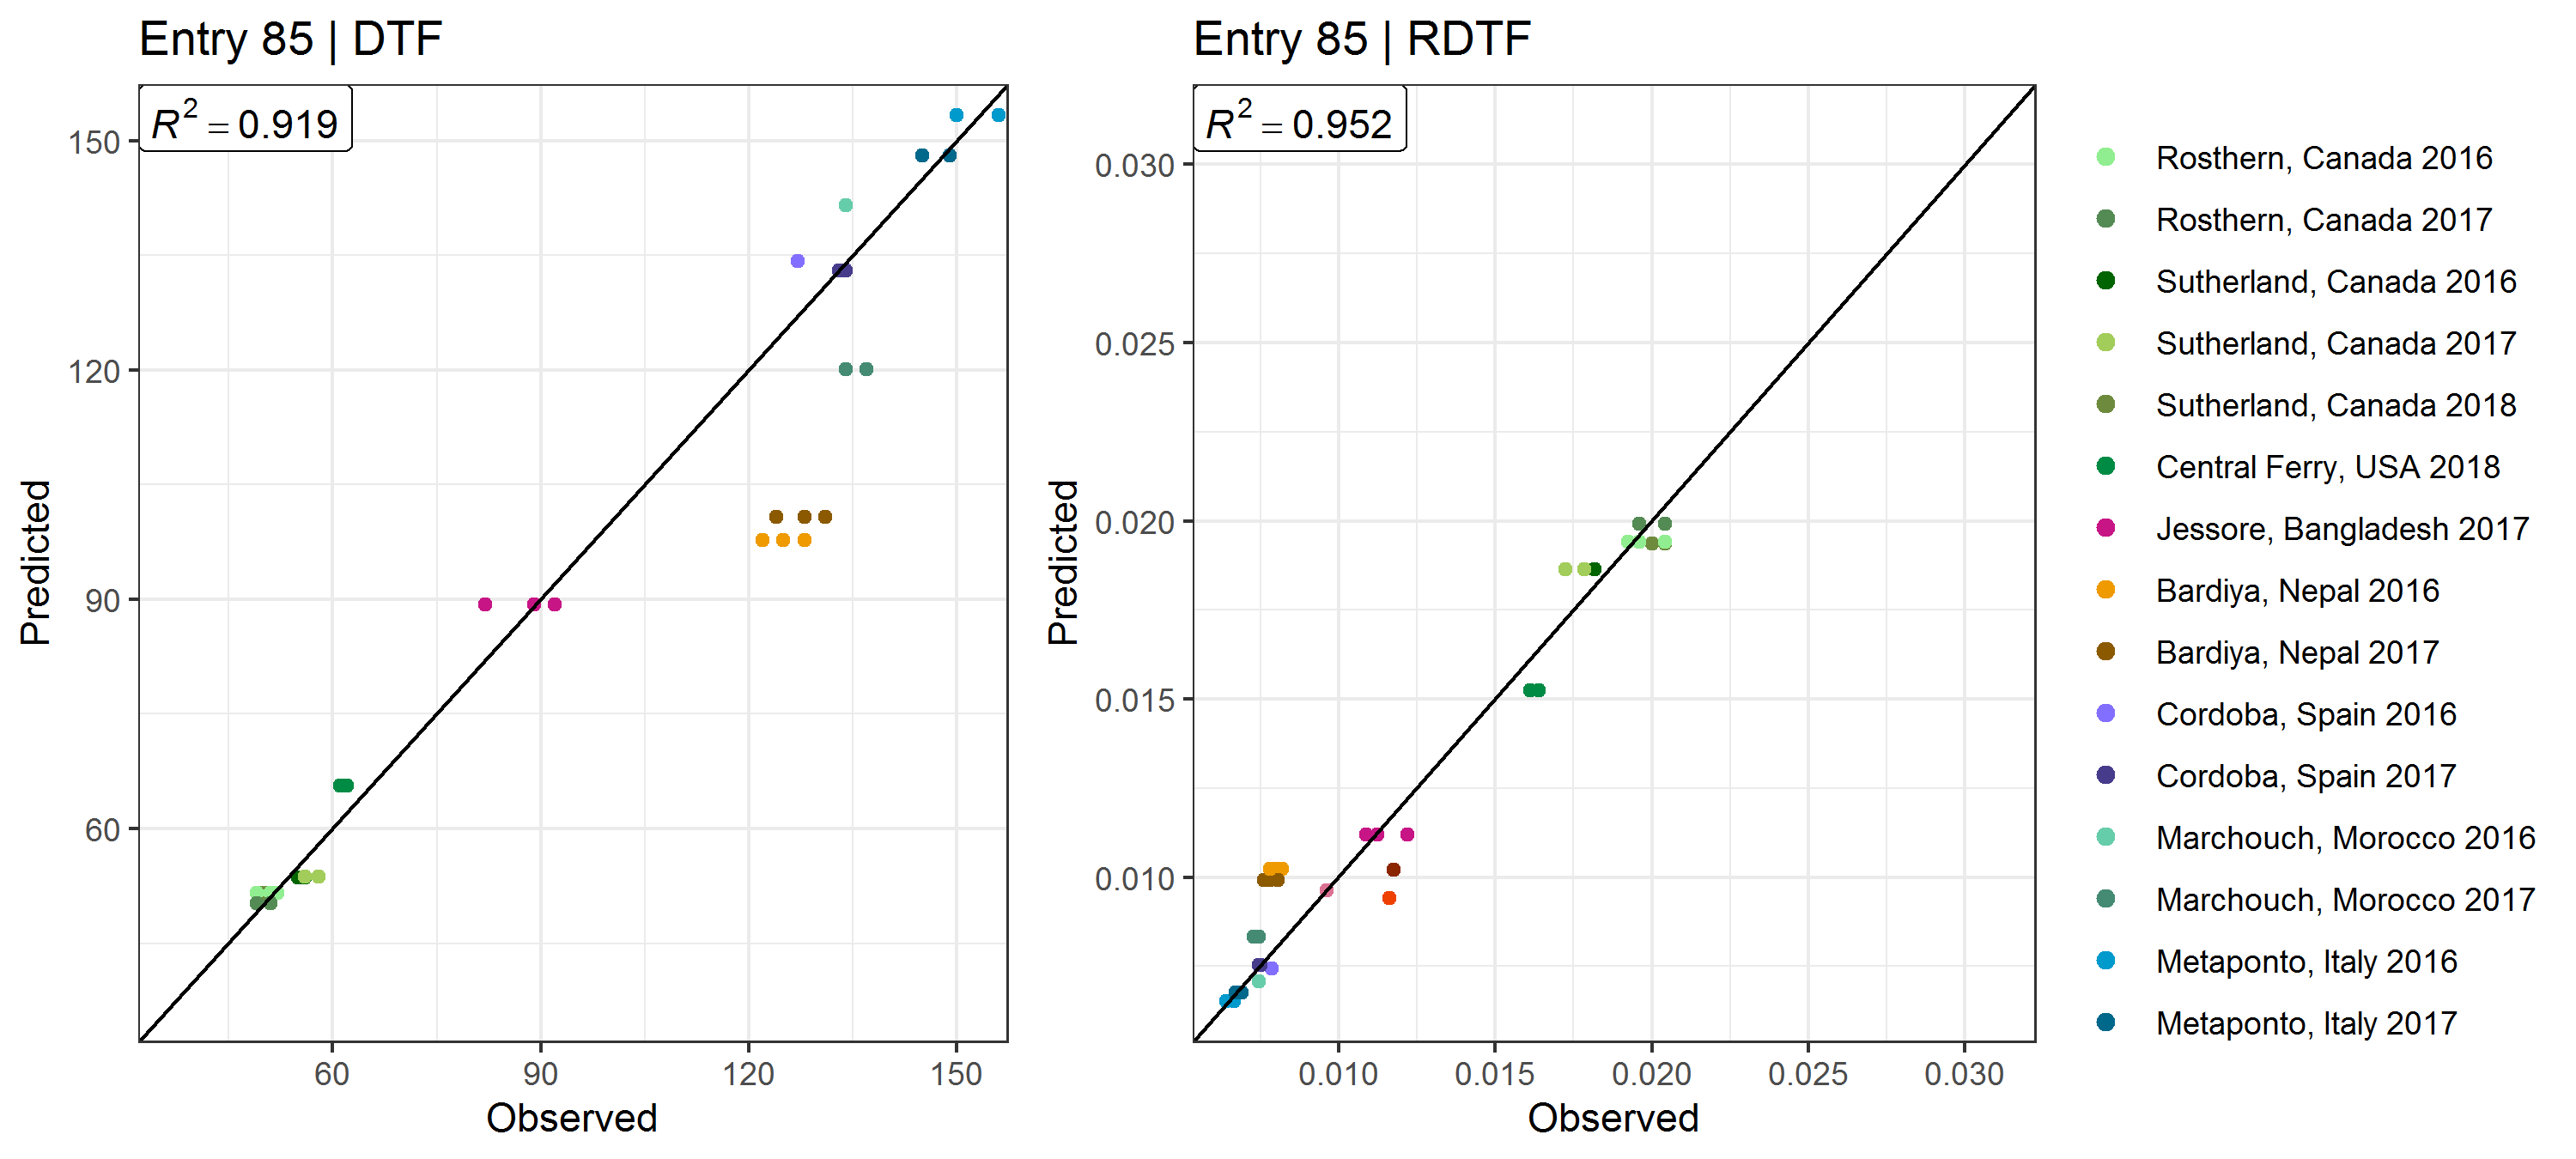 Entry 85 | DTF
R² = 0.919
150
120
90
60
Predicted
60 90 120 150
Observed
Entry 85 | RDTF
R² = 0.952
0.030
0.025
0.020
0.015
0.010
Predicted
0.010 0.015 0.020 0.025 0.030
Observed
Rosthern, Canada 2016
Rosthern, Canada 2017
Sutherland, Canada 2016
Sutherland, Canada 2017
Sutherland, Canada 2018
Central Ferry, USA 2018
Jessore, Bangladesh 2017
Bardiya, Nepal 2016
Bardiya, Nepal 2017
Cordoba, Spain 2016
Cordoba, Spain 2017
Marchouch, Morocco 2016
Marchouch, Morocco 2017
Metaponto, Italy 2016
Metaponto, Italy 2017